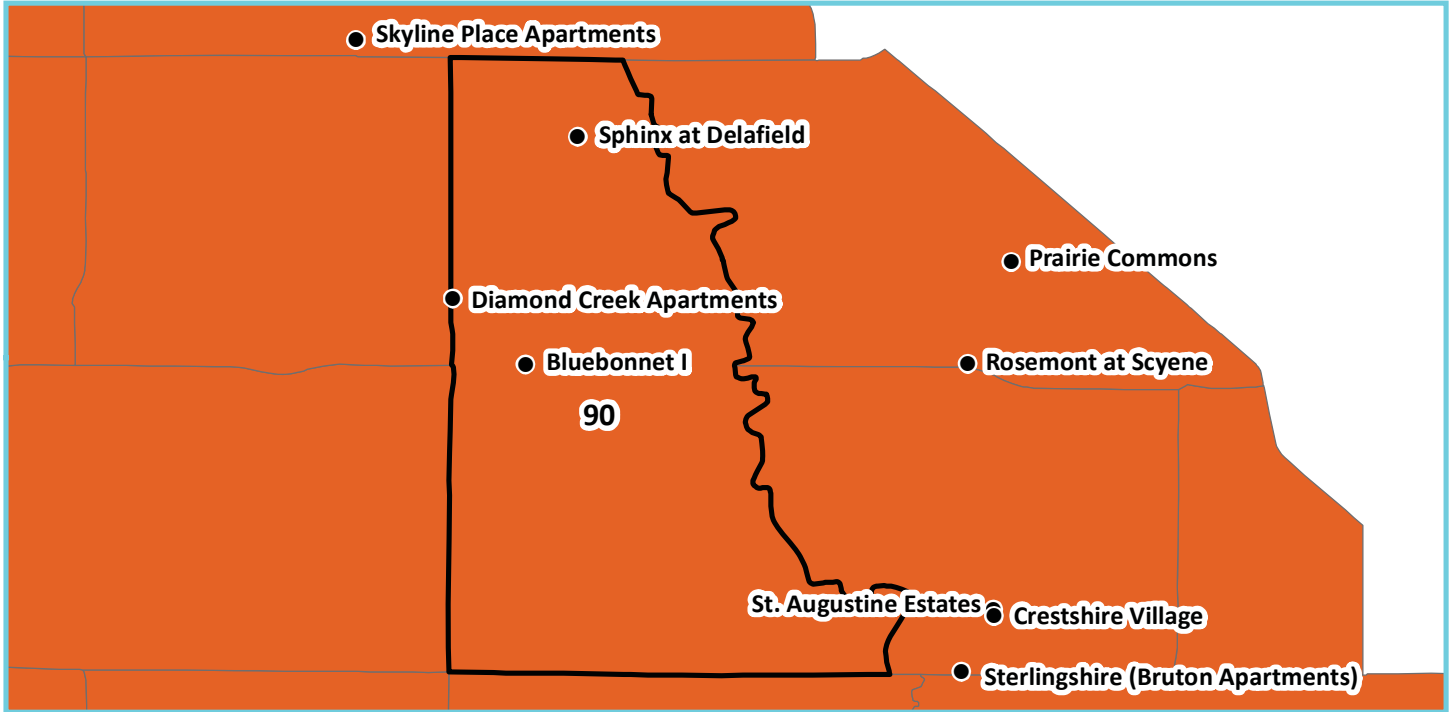 Skyline Place Apartments
Sphinx at Delafield
Prairie Commons
Diamond Creek Apartments
Bluebonnet I
Rosemont at Scyene
90
St. Augustine Estates
Crestshire Village
Sterlingshire (Bruton Apartments)